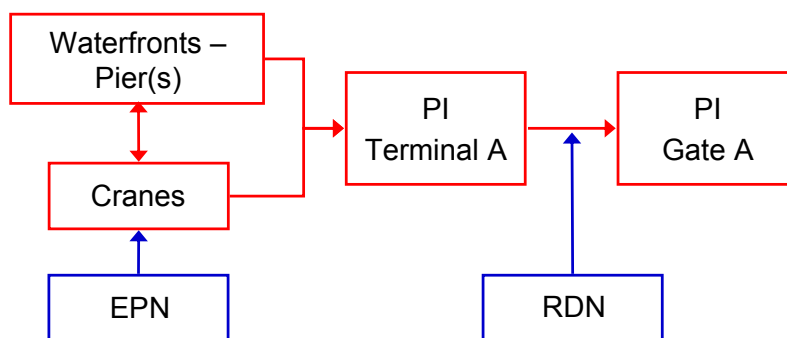 Waterfronts –
Pier(s)
PI
Terminal A
PI
Gate A
Cranes
EPN
RDN